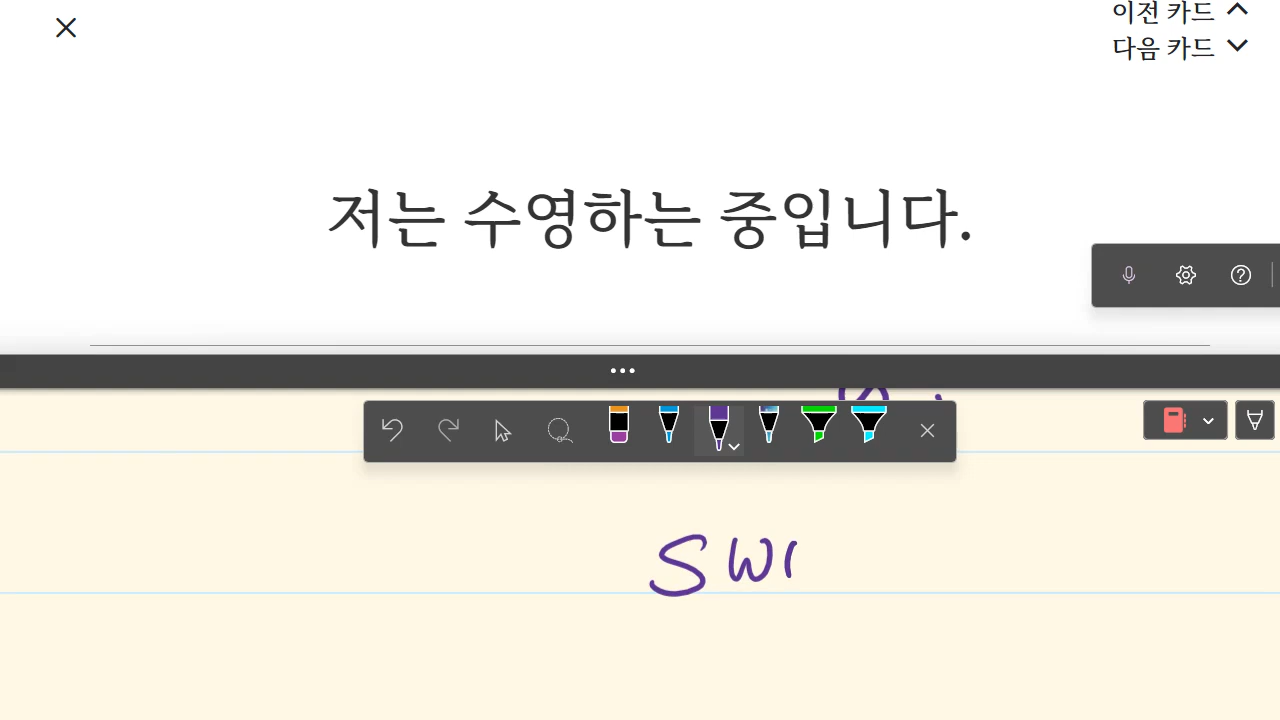 이전 카드
다음 카드
저는 수영하는 중입니다.
swi